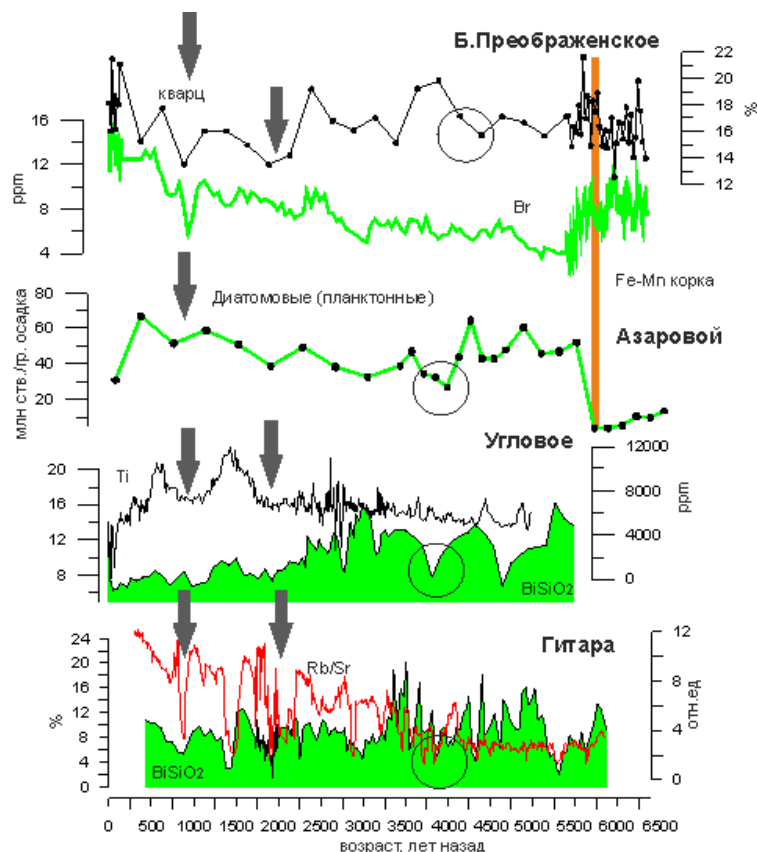 Б.Преображенское
кварц
22
20
18
16
14
12
%
16
12
8
4
ppm
Br
Fe-Mn корка
80
60
40
20
млн ств./гр. осадка
Диатомовые (планктонные)
Азаровой
Угловое
Ti
20
16
12
8
12000
8000
4000
0
ppm
BiSiO2
Гитара
Rb/Sr
24
20
16
12
8
4
0
%
12
8
4
0
отн.ед
BiSiO2
0 500 1000 1500 2000 2500 3000 3500 4000 4500 5000 5500 6000 6500
возраст, лет назад